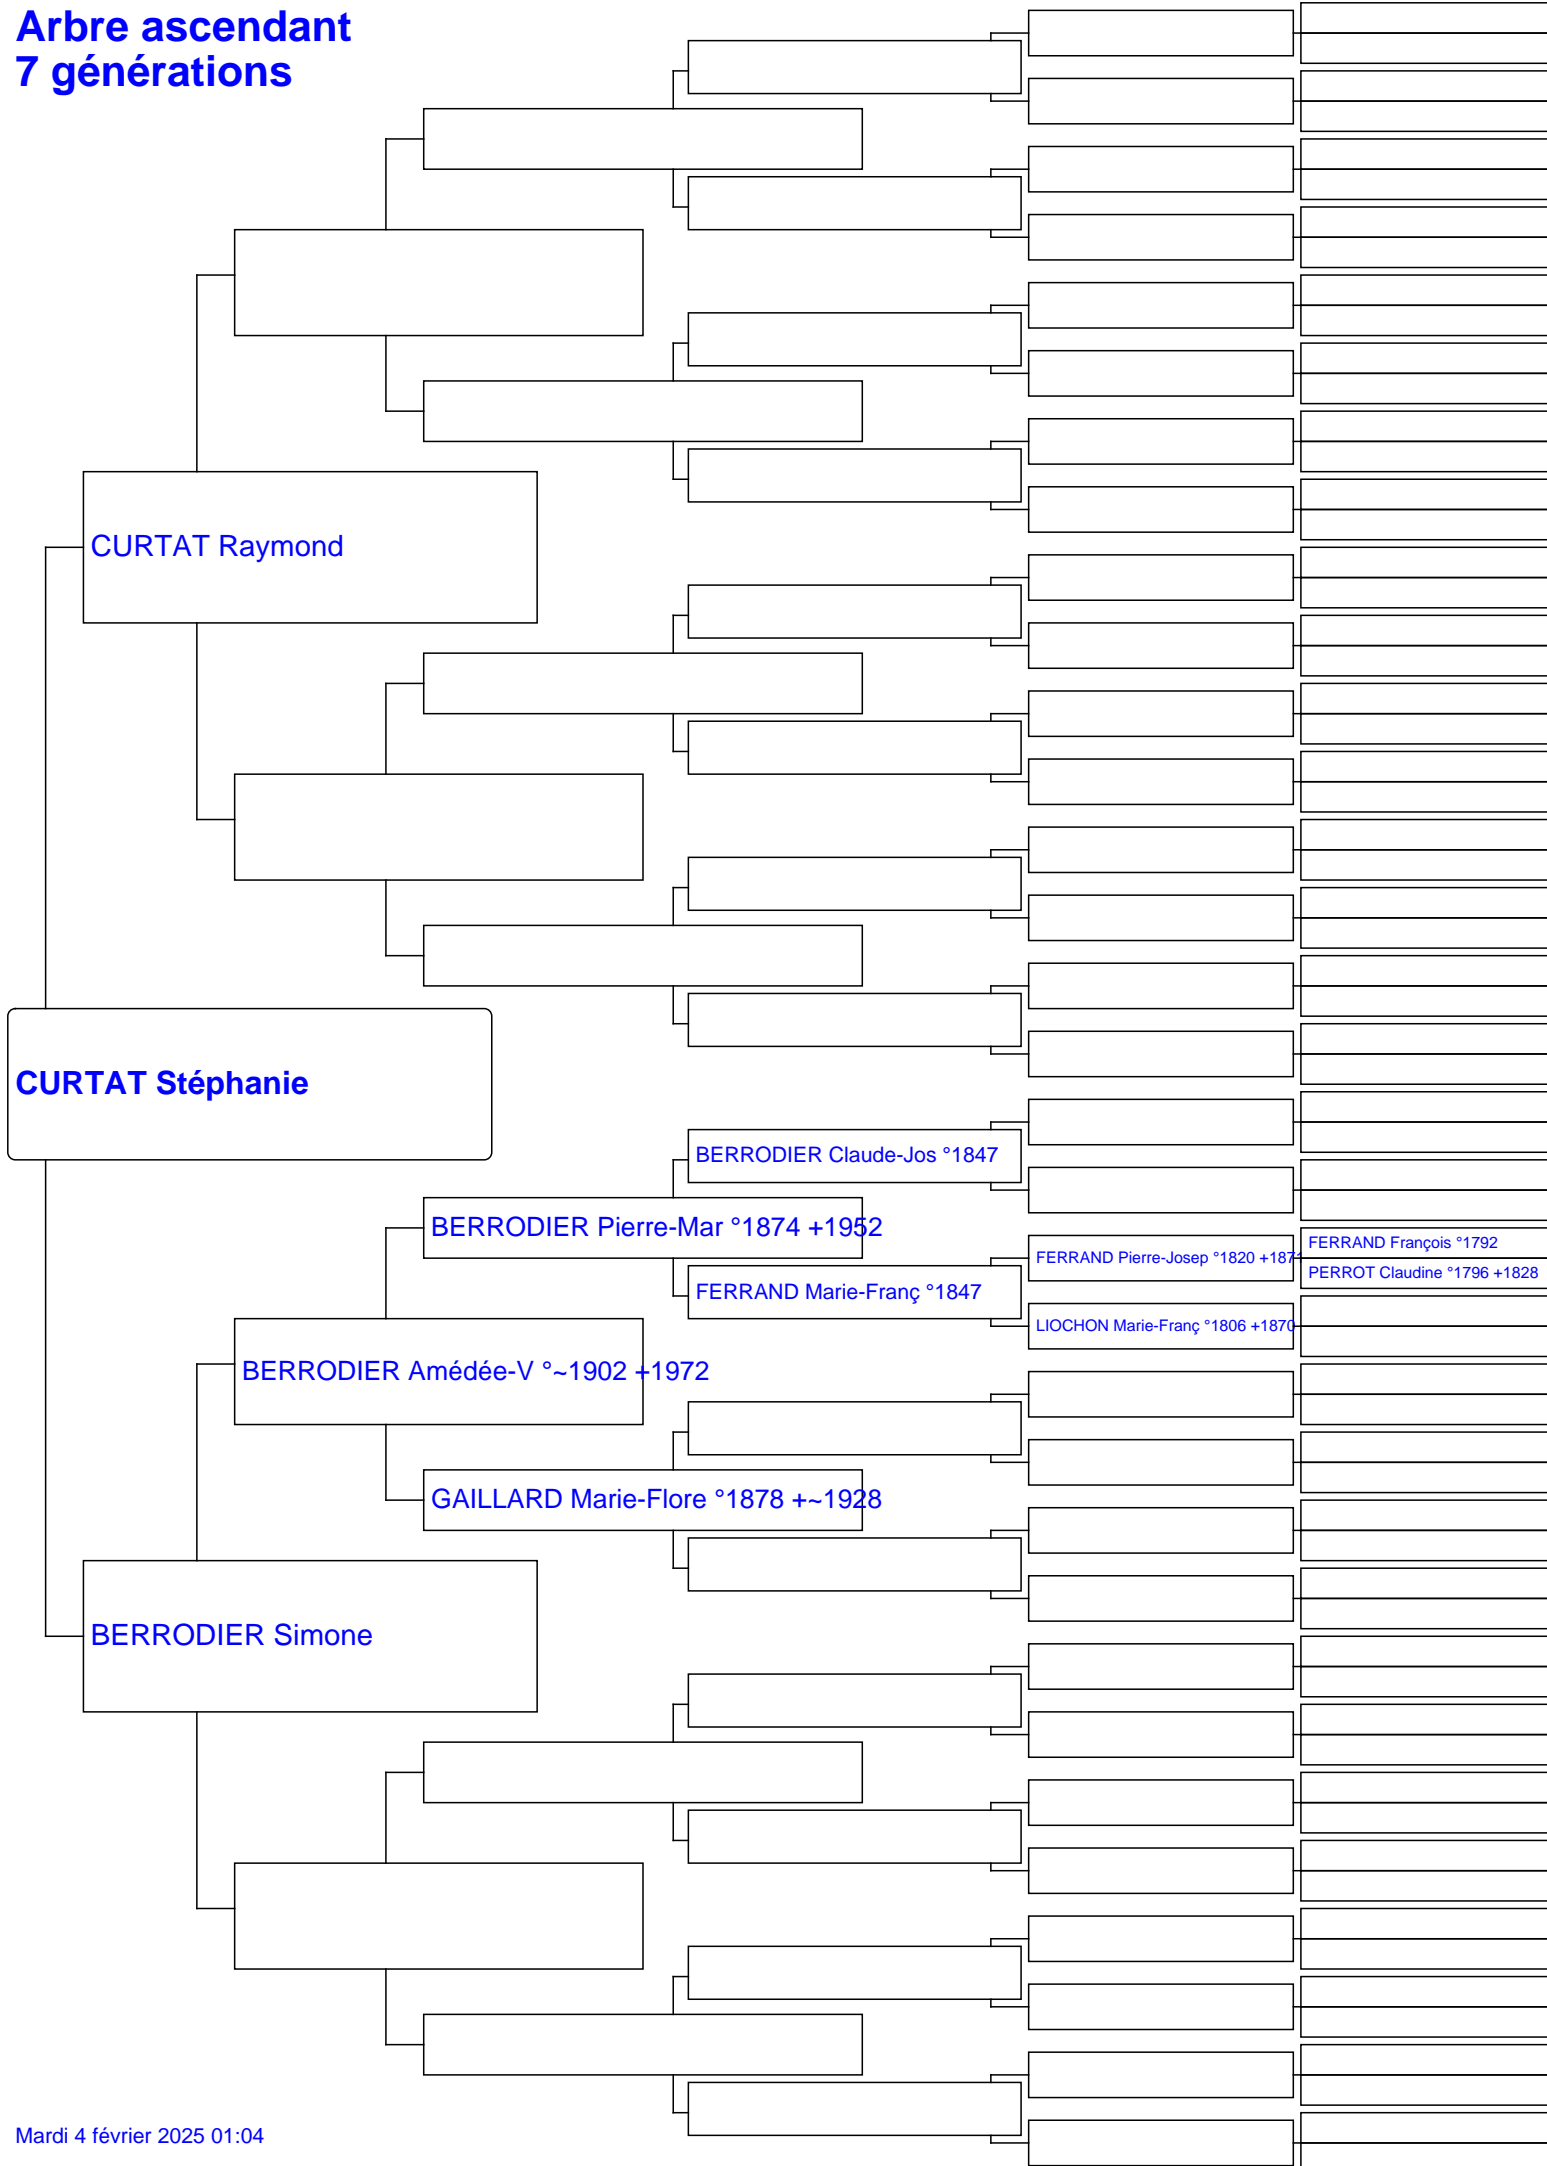 Arbre ascendant
7 générations
CURTAT Raymond
CURTAT Stéphanie
BERRODIER Claude-Jos °1847
BERRODIER Pierre-Mar °1874 +1952
FERRAND Pierre-Josep °1820 +1871
FERRAND François °1792
PERROT Claudine °1796 +1828
FERRAND Marie-Franç °1847
LIOCHON Marie-Franç °1806 +1870
BERRODIER Amédée-V °~1902 +1972
GAILLARD Marie-Flore °1878 +~1928
BERRODIER Simone
Mardi 4 février 2025 01:04